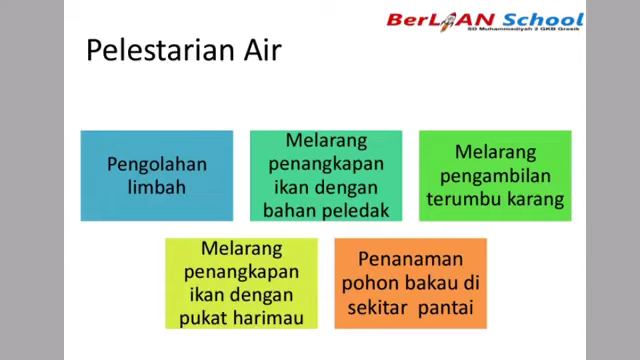 BerLIAN School
SD Muhammadiyah 2 GKB Gresik
Pelestarian Air
Pengolahan
limbah
Melarang
penangkapan
ikan dengan
bahan peledak
Melarang
pengambilan
terumbu karang
Melarang
penangkapan
ikan dengan
pukat harimau
Penanaman
pohon bakau di
sekitar pantai